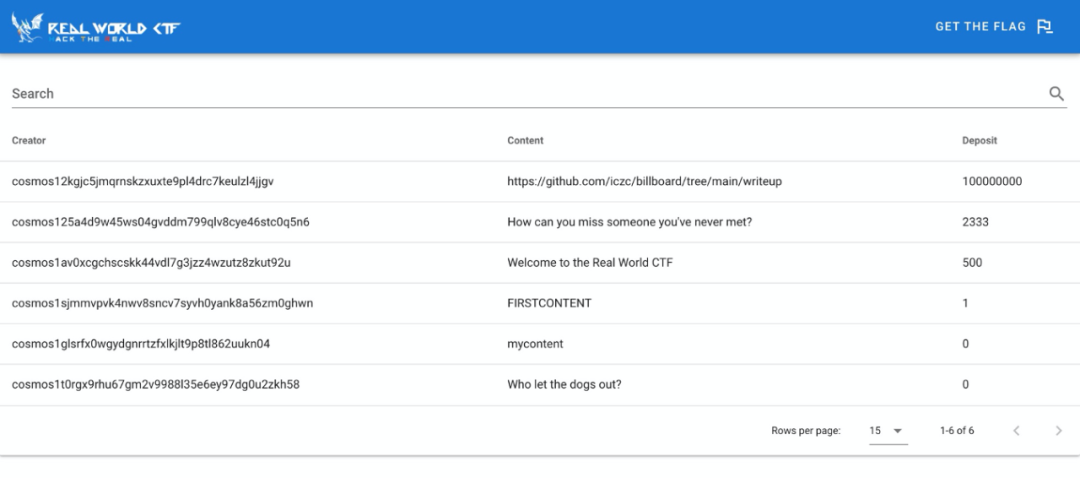 REAL WORLD CTF
HACK THE REAL
GET THE FLAG
Search
Creator Content Deposit
cosmos12kgjc5jmqrnskzxuxte9pl4drc7keulzl4jjgv https://github.com/iczc/billboard/tree/main/writeup 100000000
cosmos125a4d9w45ws04gvddm799qlv8cye46stc0q5n6 How can you miss someone you've never met? 2333
cosmos1av0xcgchscskk44vdl7g3jzz4wzutz8zkut92u Welcome to the Real World CTF 500
cosmos1sjmmvpvk4nwv8sncv7syvh0yank8a56zm0ghwn FIRSTCONTENT 1
cosmos1glsrfx0wgydgnrrtzfxlkjlt9p8tl862uukn04 mycontent 0
cosmos1t0rgx9rhu67gm2v9988l35e6ey97dg0u2zkh58 Who let the dogs out? 0
Rows per page: 15 1-6 of 6